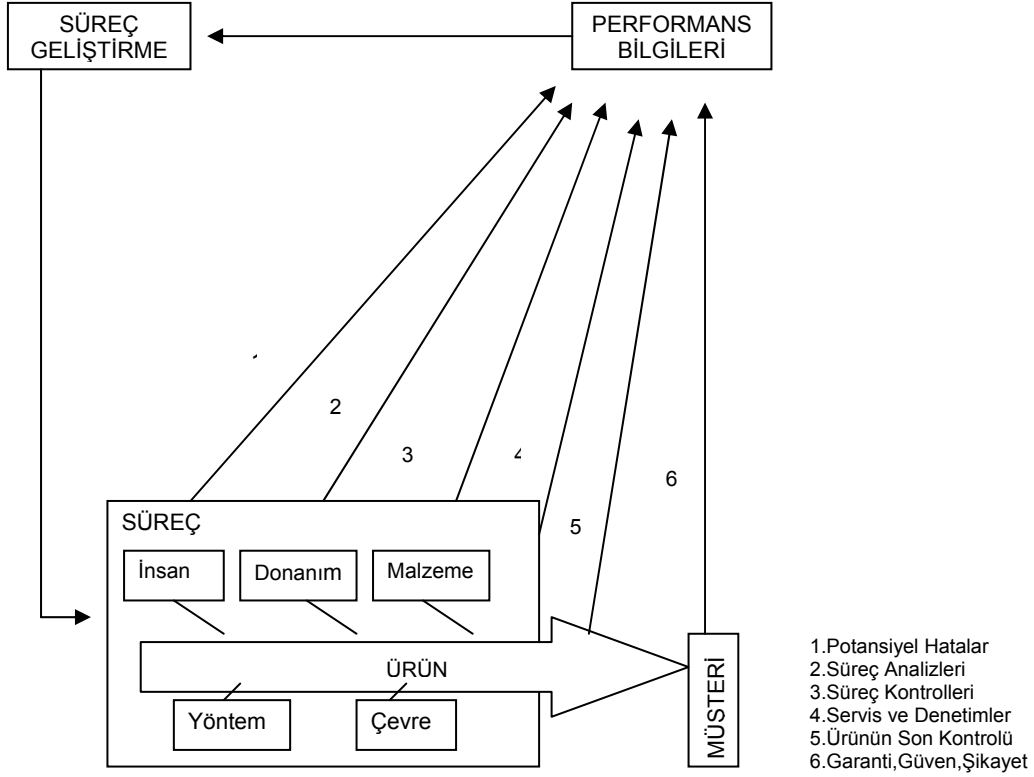 SÜREÇ
GELİŞTİRME
PERFORMANS
BİLGİLERİ
2
3
4
6
5
SÜREÇ
İnsan
Donanım
Malzeme
ÜRÜN
Yöntem
Çevre
MÜSTERİ
1.Potansiyel Hatalar
2.Süreç Analizleri
3.Süreç Kontrolleri
4.Servis ve Denetimler
5.Ürünün Son Kontrolü
6.Garanti,Güven,Şikayet